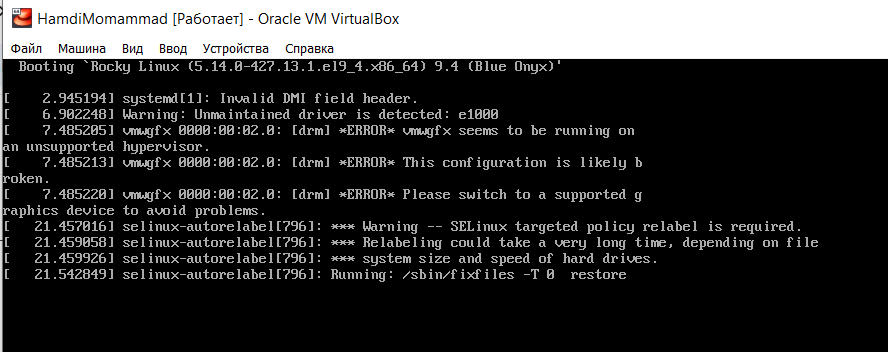 HamdiMomammad [Работает] - Oracle VM VirtualBox
Файл Машина Вид Ввод Устройства Справка
Booting `Rocky Linux (5.14.0-427.13.1.el9_4.x86_64) 9.4 (Blue Onyx)'
[    2.945194] systemd[1]: Invalid DMI field header.
[    6.902248] Warning: Unmaintained driver is detected: e1000
[    7.485205] vmwgfx 0000:00:02.0: [drm] *ERROR* vmwgfx seems to be running on
an unsupported hypervisor.
[    7.485213] vmwgfx 0000:00:02.0: [drm] *ERROR* This configuration is likely b
roken.
[    7.485220] vmwgfx 0000:00:02.0: [drm] *ERROR* Please switch to a supported g
raphics device to avoid problems.
[   21.457016] selinux-autorelabel[796]: *** Warning -- SELinux targeted policy relabel is required.
[   21.459058] selinux-autorelabel[796]: *** Relabeling could take a very long time, depending on file
[   21.459926] selinux-autorelabel[796]: *** system size and speed of hard drives.
[   21.542849] selinux-autorelabel[796]: Running: /sbin/fixfiles -T 0  restore